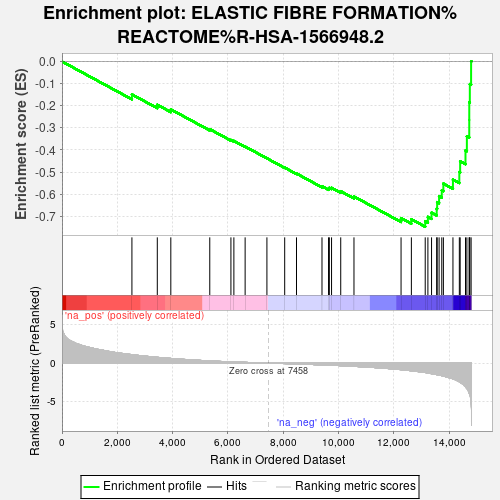 Enrichment plot: ELASTIC FIBRE FORMATION%
REACTOME%R-HSA-1566948.2
Enrichment score (ES)
0.0
-0.1
-0.2
-0.3
-0.4
-0.5
-0.6
-0.7
Ranked list metric (PreRanked)
5
0
-5
'na_pos' (positively correlated)
Zero cross at 7458
'na_neg' (negatively correlated)
0
2,000
4,000
6,000
8,000
10,000
12,000
14,000
Rank in Ordered Dataset
Enrichment profile
Hits
Ranking metric scores